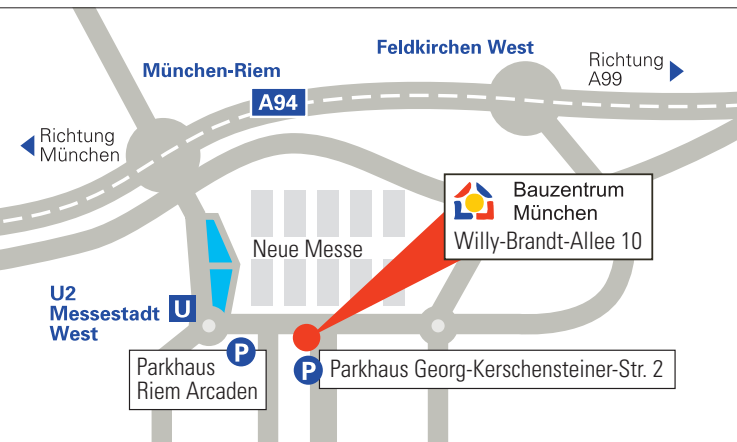 Feldkirchen West
Richtung
A99
München-Riem
A94
Richtung
München
Bauzentrum
München
Willy-Brandt-Allee 10
Neue Messe
U2
Messestadt
West
U
P
Parkhaus
Riem Arcaden
P
Parkhaus Georg-Kerschensteiner-Str. 2